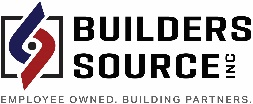 BUILDERS
SOURCE INC
EMPLOYEE OWNED. BUILDING PARTNERS.